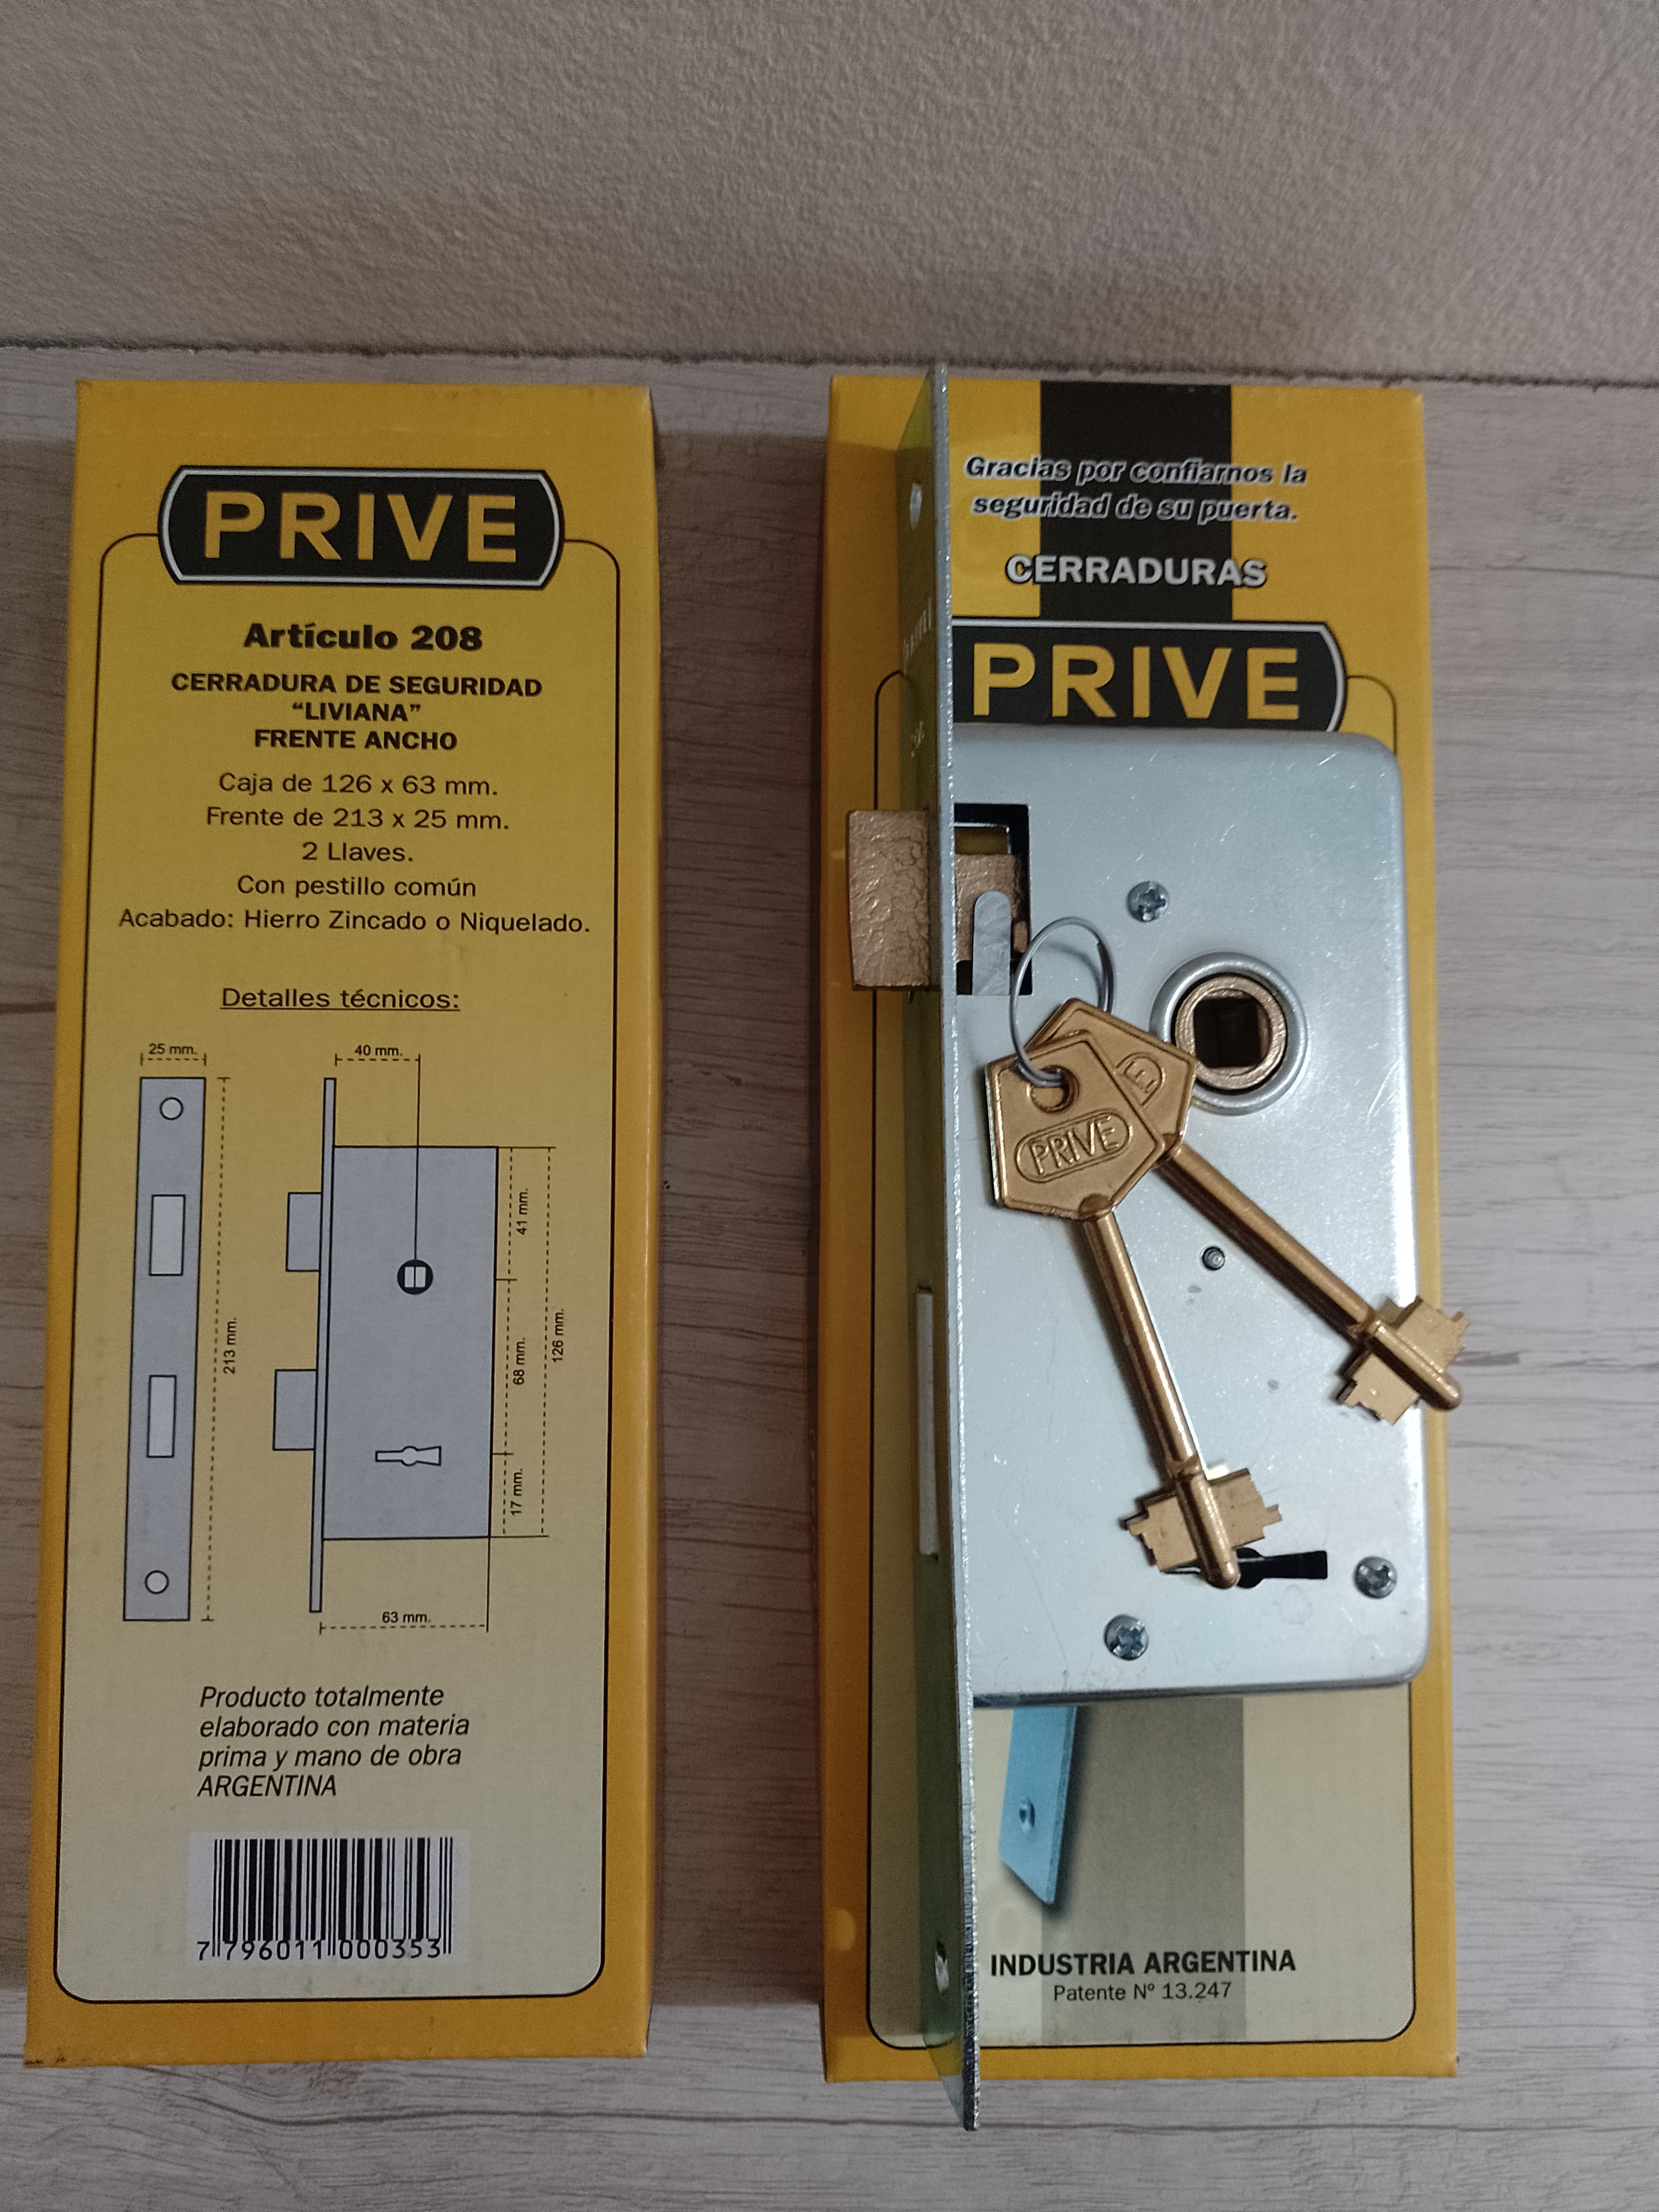 PRIVE
Artículo 208
CERRADURA DE SEGURIDAD
“LIVIANA”
FRENTE ANCHO
Caja de 126 x 63 mm.
Frente de 213 x 25 mm.
2 Llaves.
Con pestillo común
Acabado: Hierro Zincado o Niquelado.
Detalles técnicos:
25 mm.
40 mm.
213 mm.
41 mm.
68 mm.
126 mm.
17 mm.
63 mm.
Producto totalmente
elaborado con materia
prima y mano de obra
ARGENTINA
7 796011 000353
Gracias por confiarnos la
seguridad de su puerta.
CERRADURAS
PRIVE
PRIVE
INDUSTRIA ARGENTINA
Patente Nº 13.247